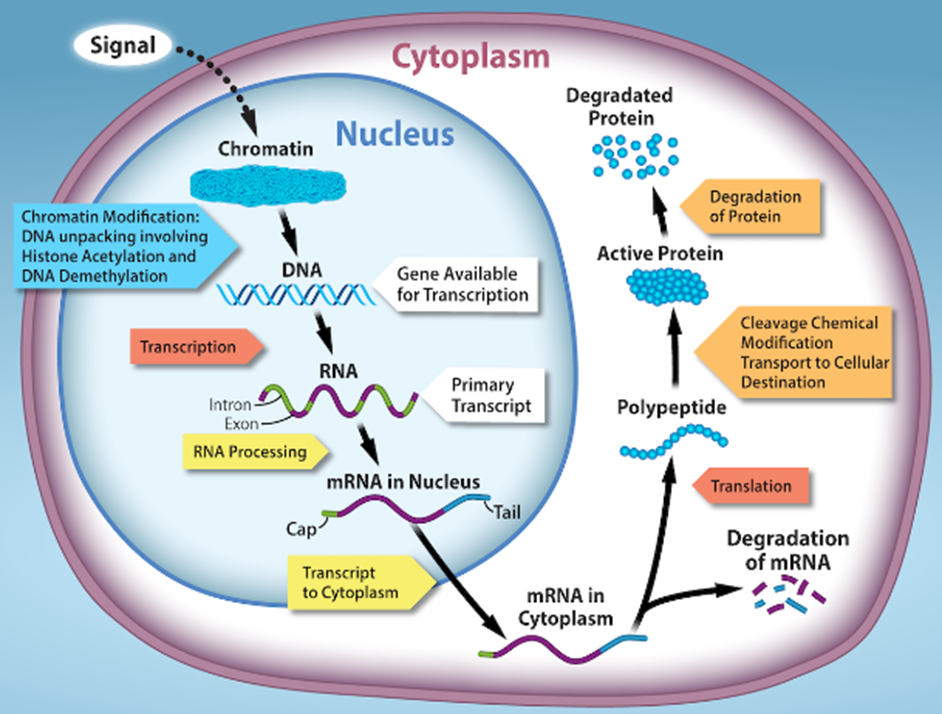 Signal
Cytoplasm
Nucleus
Chromatin
Chromatin Modification:
DNA unpacking involving
Histone Acetylation and
DNA Demethylation
DNA
Gene Available
for Transcription
Transcription
RNA
Intron
Exon
Primary
Transcript
RNA Processing
mRNA in Nucleus
Cap
Tail
Transcript
to Cytoplasm
mRNA in
Cytoplasm
Degradation
of mRNA
Translation
Polypeptide
Cleavage Chemical
Modification
Transport to Cellular
Destination
Active Protein
Degradation
of Protein
Degraded
Protein